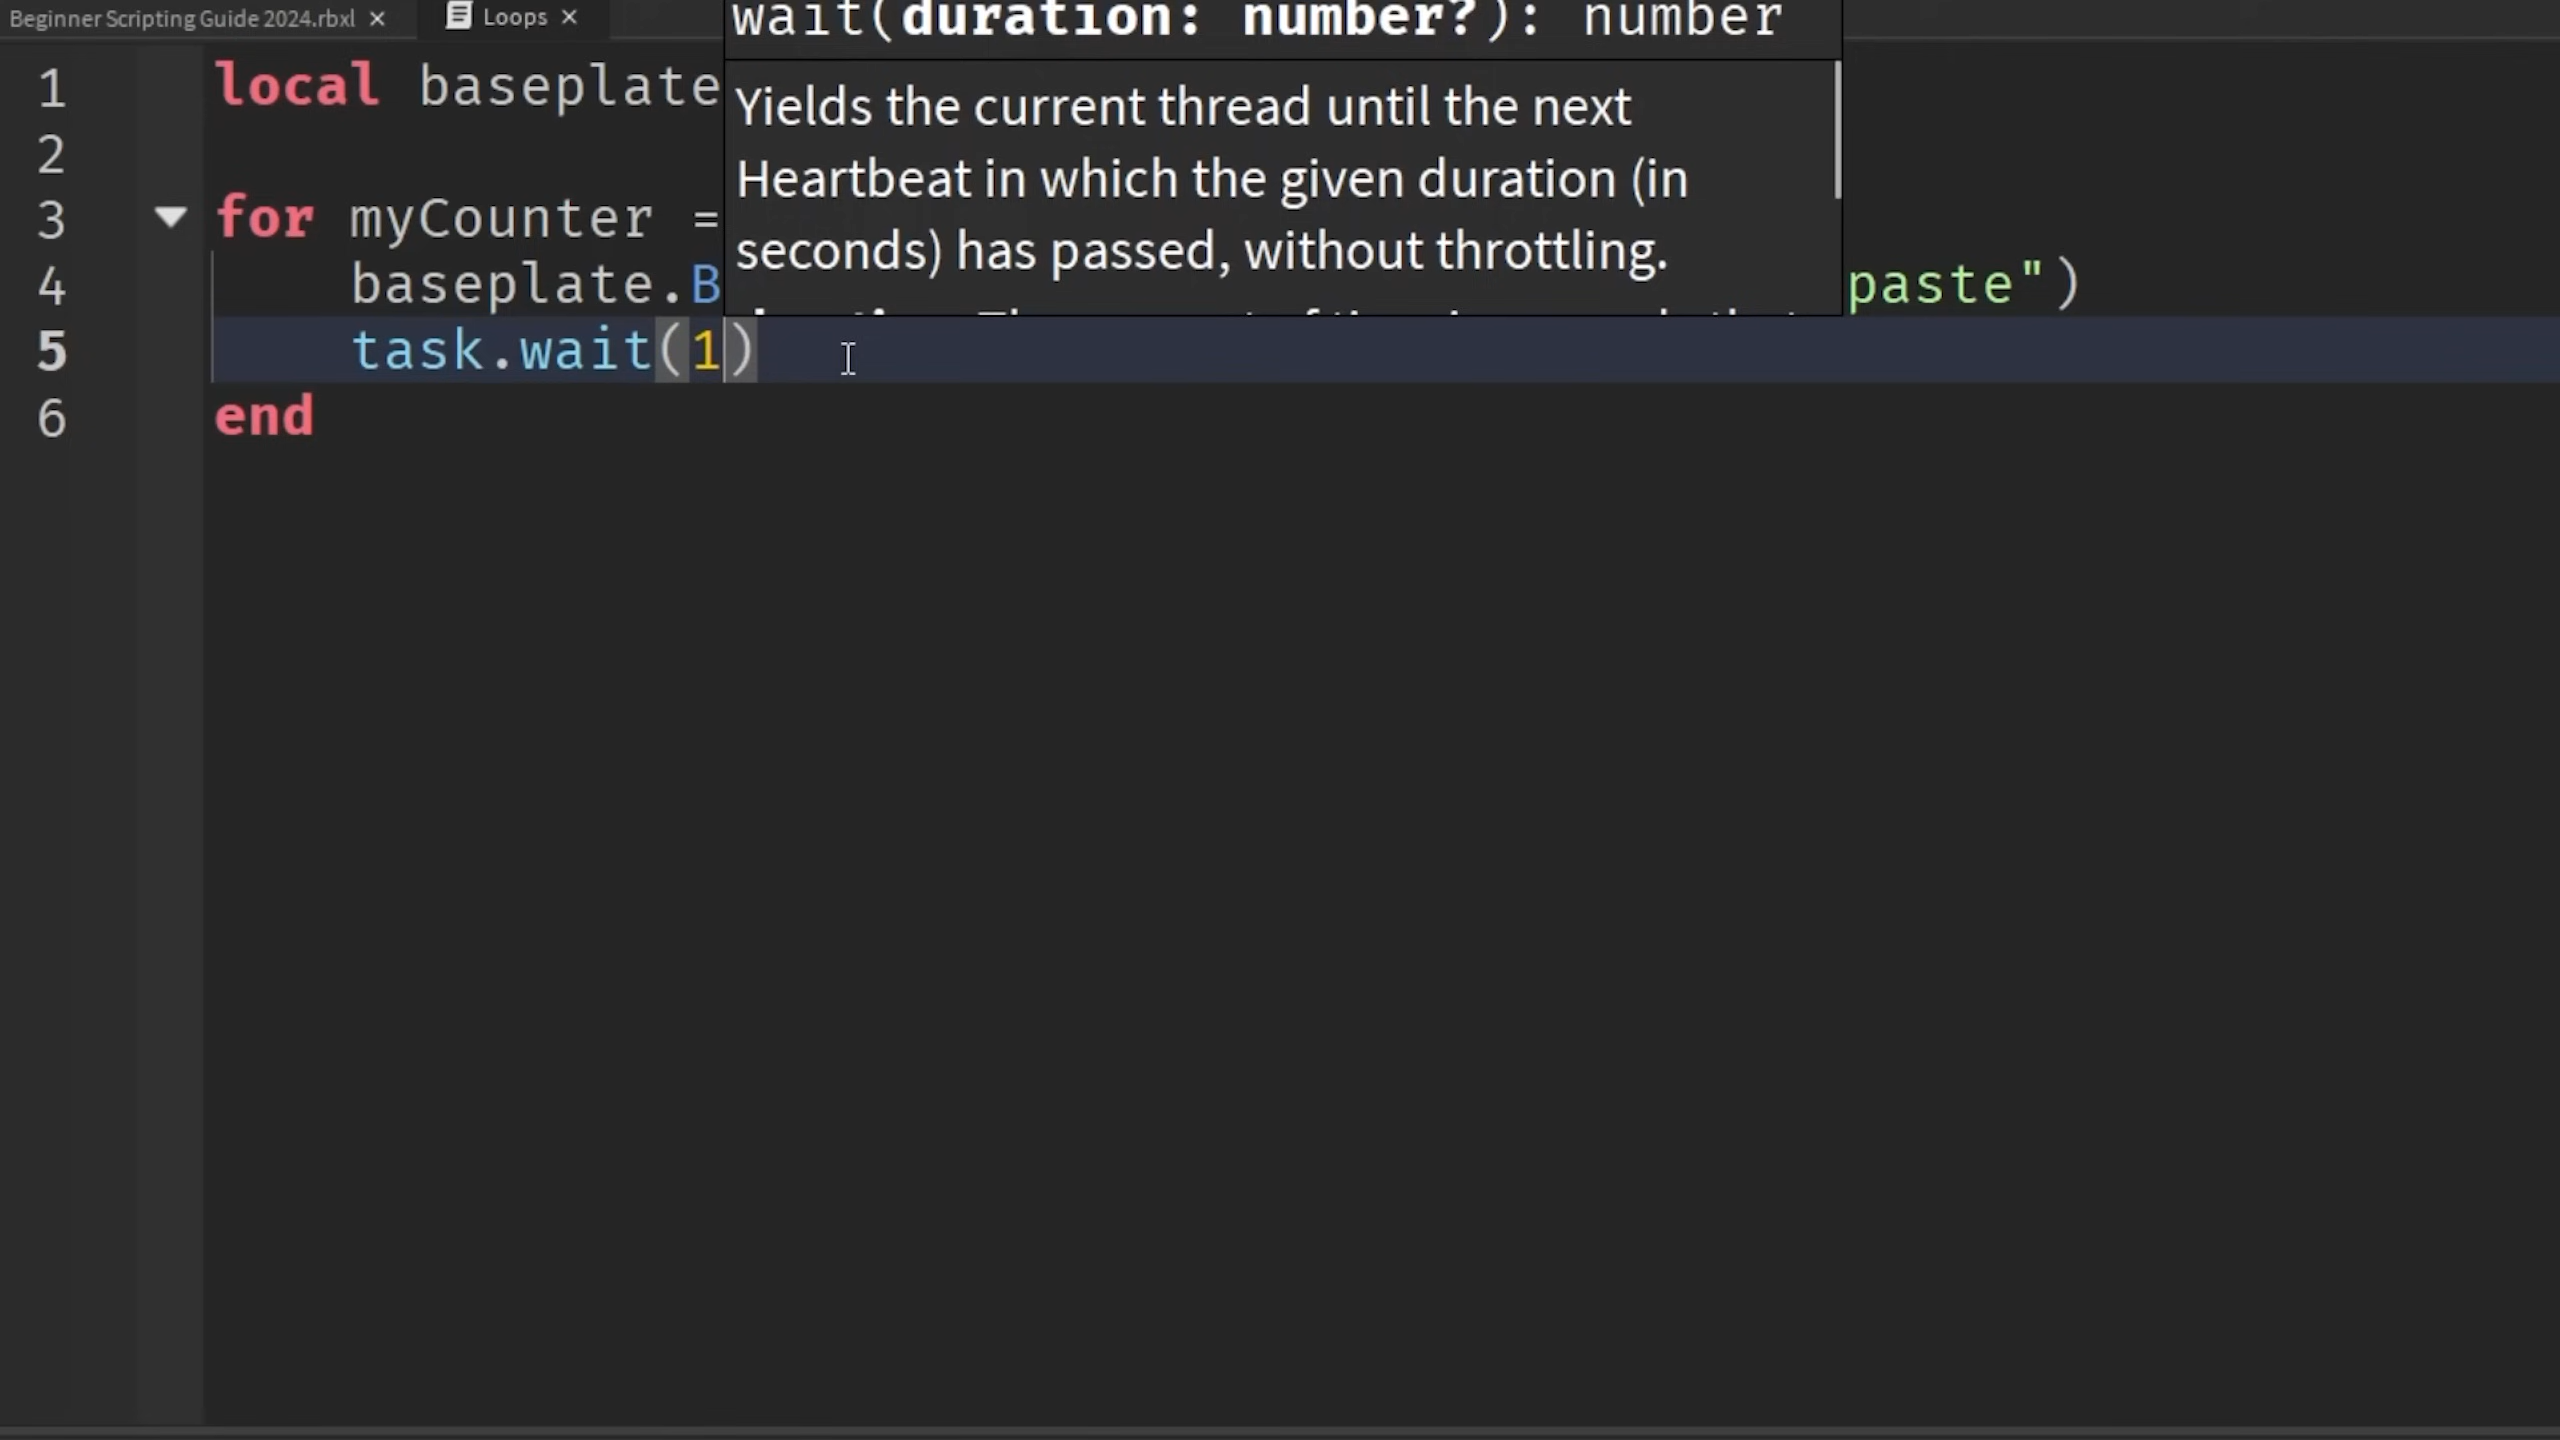 Beginner Scripting Guide 2024.rbxl × Loops ×
wait(duration: number?): number
Yields the current thread until the next
Heartbeat in which the given duration (in
seconds) has passed, without throttling.
1 local baseplate
2
3 for myCounter =
4 baseplate.B paste")
5 task.wait(1)
6 end